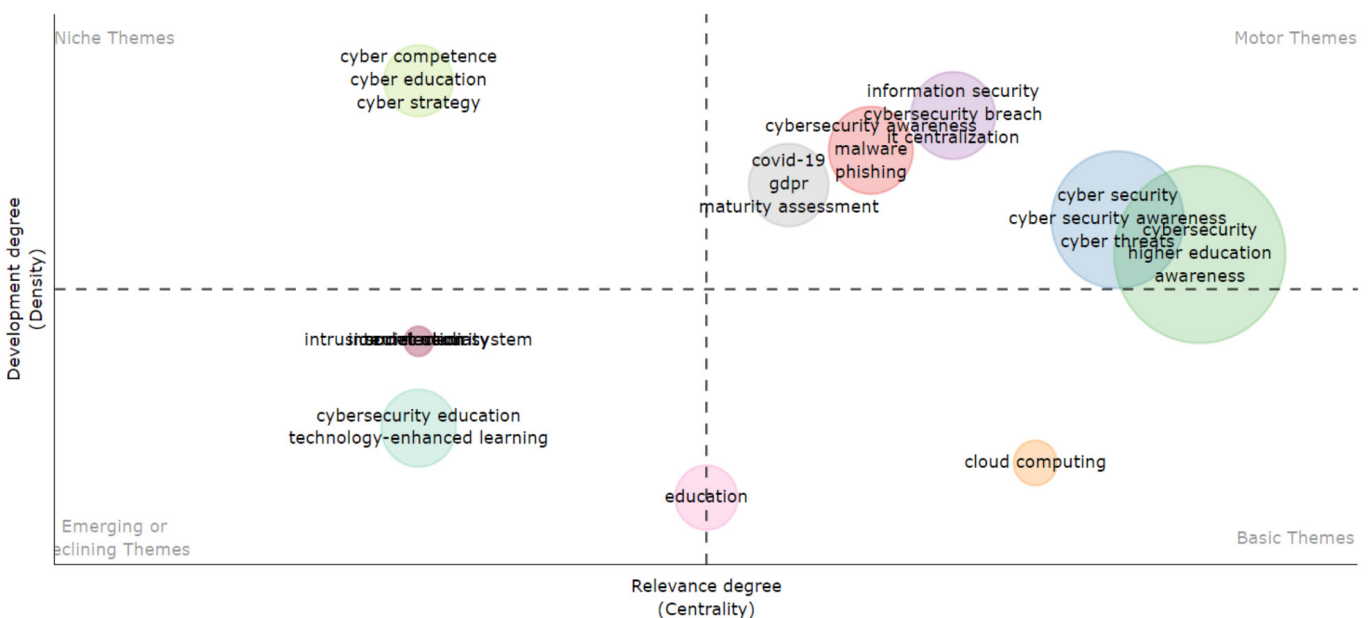 Niche Themes
Motor Themes
cyber competence
cyber education
cyber strategy
information security
cybersecurity breach
it centralization
cybersecurity awareness
malware
phishing
covid-19
gdpr
maturity assessment
cyber security
cyber security awareness
cyber threats
cybersecurity
higher education
awareness
cybersecurity education
technology-enhanced learning
cloud computing
education
Emerging or
eclining Themes
Basic Themes
Development degree
(Density)
Relevance degree
(Centrality)